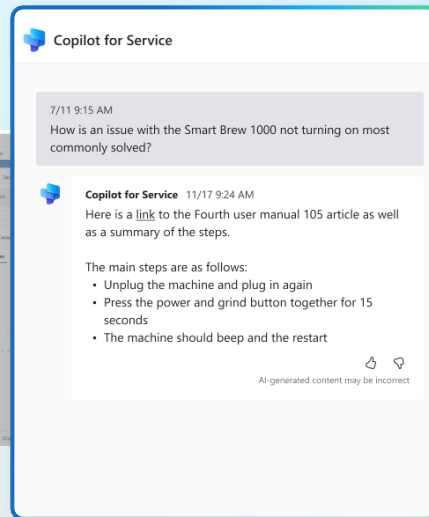 Copilot for Service
7/11 9:15 AM
How is an issue with the Smart Brew 1000 not turning on most
commonly solved?
Copilot for Service 11/17 9:24 AM
Here is a link to the Fourth user manual 105 article as well
as a summary of the steps.
The main steps are as follows:
• Unplug the machine and plug in again
• Press the power and grind button together for 15
seconds
• The machine should beep and the restart
AI-generated content may be incorrect